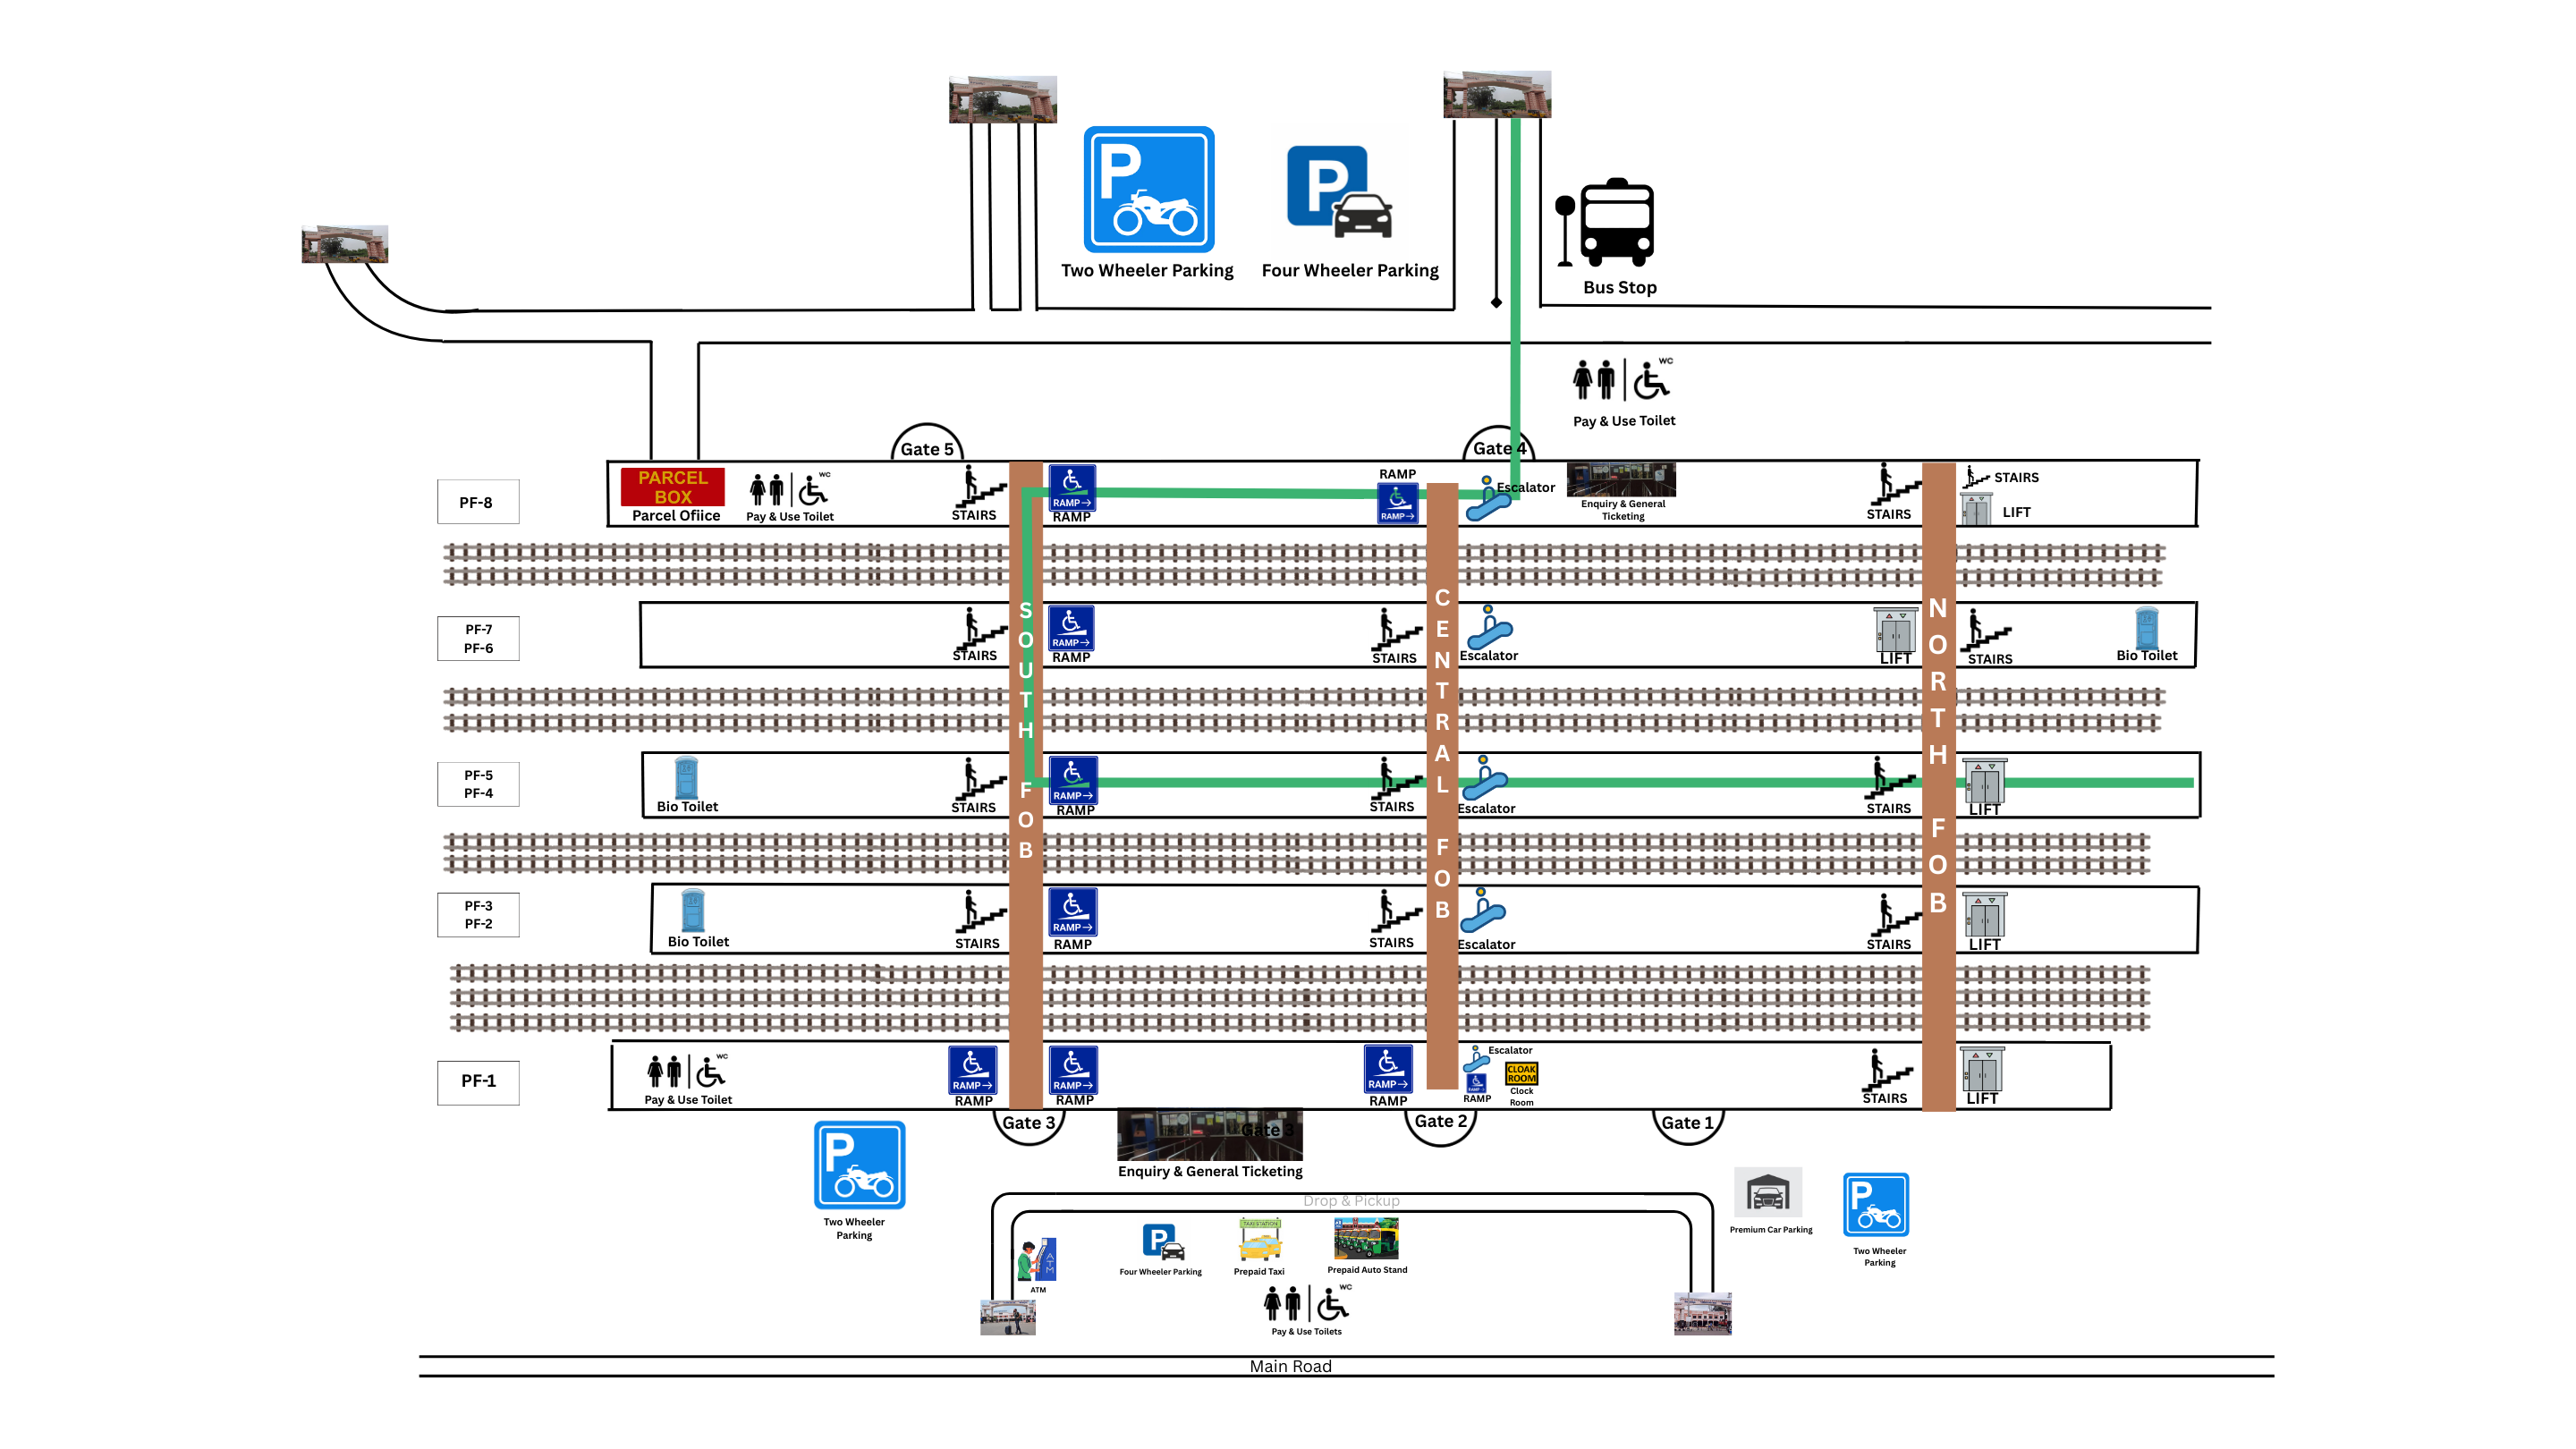 P
Two Wheeler Parking
P
Four Wheeler Parking
Bus Stop
WC
Pay & Use Toilet
Gate 5
Gate 4
PF-8
PARCEL
BOX
Parcel Ofiice
WC
Pay & Use Toilet
STAIRS
RAMP→
RAMP
RAMP
RAMP→
Escalator
Enquiry & General
Ticketing
STAIRS
STAIRS
LIFT
PF-7
PF-6
STAIRS
RAMP→
RAMP
STAIRS
Escalator
LIFT
STAIRS
Bio Toilet
SOUTH FOB
CENTRAL FOB
NORTH FOB
PF-5
PF-4
Bio Toilet
STAIRS
RAMP→
RAMP
STAIRS
Escalator
STAIRS
LIFT
PF-3
PF-2
Bio Toilet
STAIRS
RAMP→
RAMP
STAIRS
Escalator
STAIRS
LIFT
PF-1
WC
Pay & Use Toilet
RAMP→
RAMP
RAMP→
RAMP
RAMP→
RAMP
Escalator
RAMP→
RAMP
CLOAK
ROOM
Clock
Room
STAIRS
LIFT
Gate 3
Gate 3
Gate 2
Gate 1
Enquiry & General Ticketing
P
Two Wheeler
Parking
Drop & Pickup
ATM
ATM
P
Four Wheeler Parking
TAXI STATION
Prepaid Taxi
Prepaid Auto Stand
WC
Pay & Use Toilets
Premium Car Parking
P
Two Wheeler
Parking
Main Road